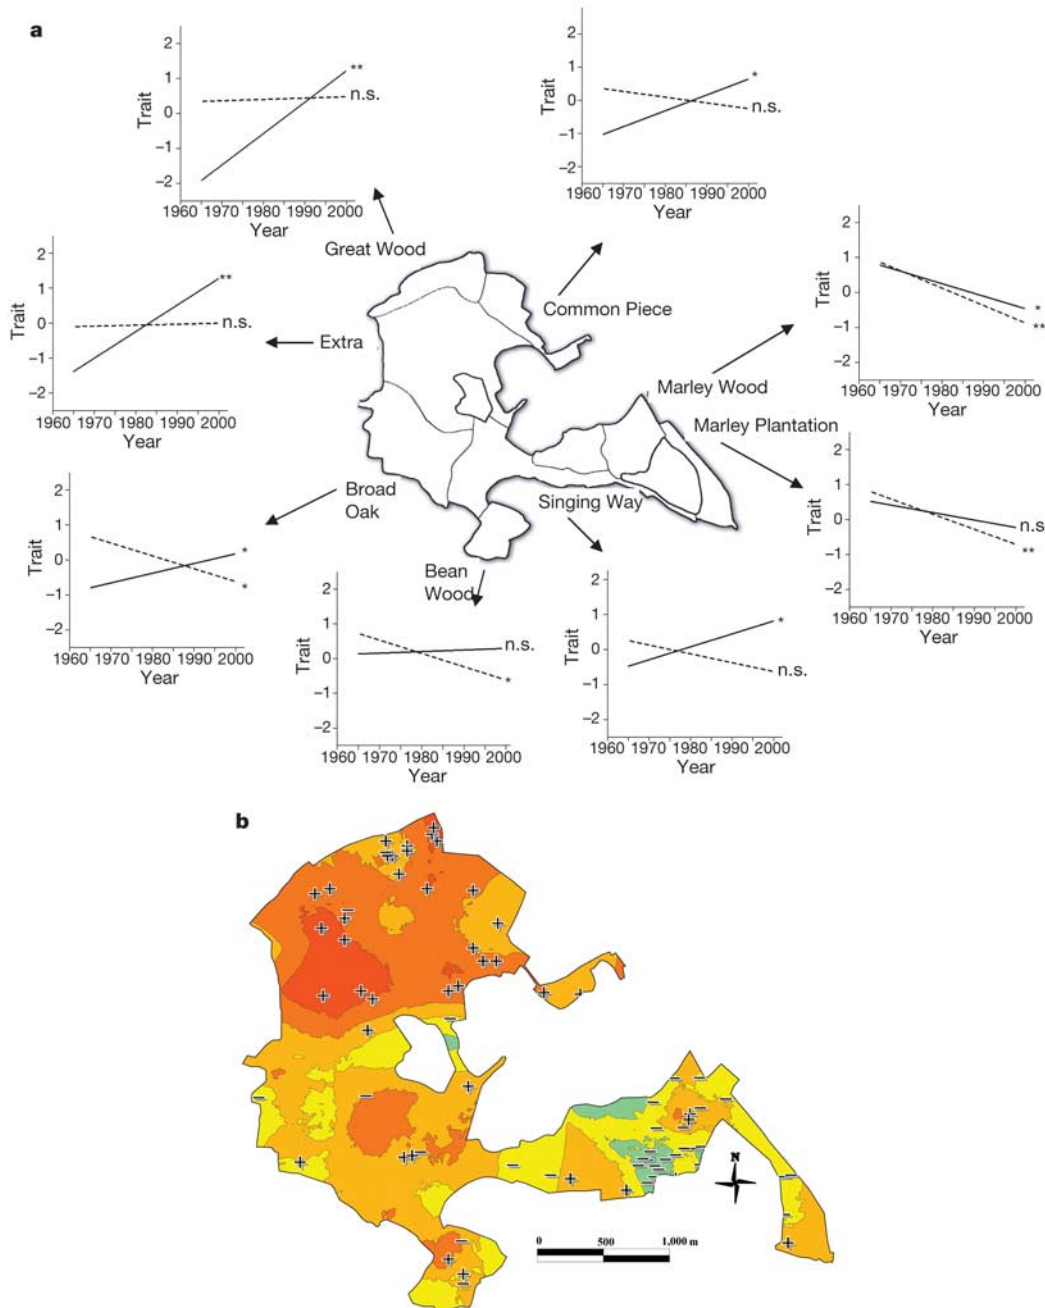 a
2
1
0
−1
−2
Trait
1960 1970 1980 1990 2000
Year
**
n.s.
2
1
0
−1
−2
Trait
1960 1970 1980 1990 2000
Year
*
n.s.
Great Wood
Common Piece
2
1
0
−1
−2
Trait
1960 1970 1980 1990 2000
Year
**
n.s.
Extra
2
1
0
−1
−2
Trait
1960 1970 1980 1990 2000
Year
*
**
Marley Wood
Marley Plantation
2
1
0
−1
−2
Trait
1960 1970 1980 1990 2000
Year
n.s
**
Broad
Oak
2
1
0
−1
−2
Trait
1960 1970 1980 1990 2000
Year
*
*
Singing Way
Bean
Wood
2
1
0
−1
−2
Trait
1960 1970 1980 1990 2000
Year
n.s.
*
2
1
0
−1
−2
Trait
1960 1970 1980 1990 2000
Year
*
n.s.
b
N
0 500 1,000 m